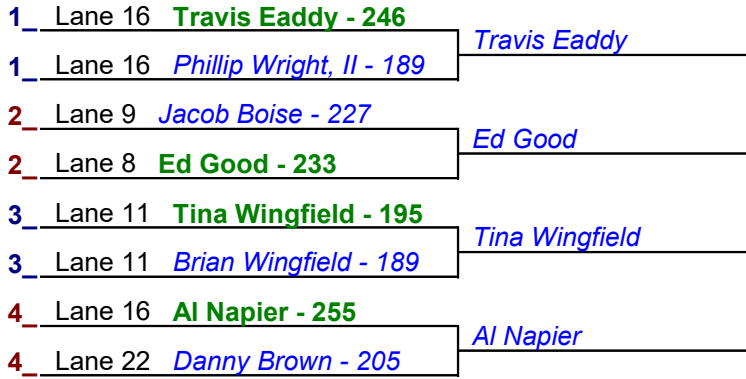 1_ Lane 16 Travis Eaddy - 246
Travis Eaddy
1_ Lane 16 Phillip Wright, II - 189
2_ Lane 9 Jacob Boise - 227
Ed Good
2_ Lane 8 Ed Good - 233
3_ Lane 11 Tina Wingfield - 195
Tina Wingfield
3_ Lane 11 Brian Wingfield - 189
4_ Lane 16 Al Napier - 255
Al Napier
4_ Lane 22 Danny Brown - 205